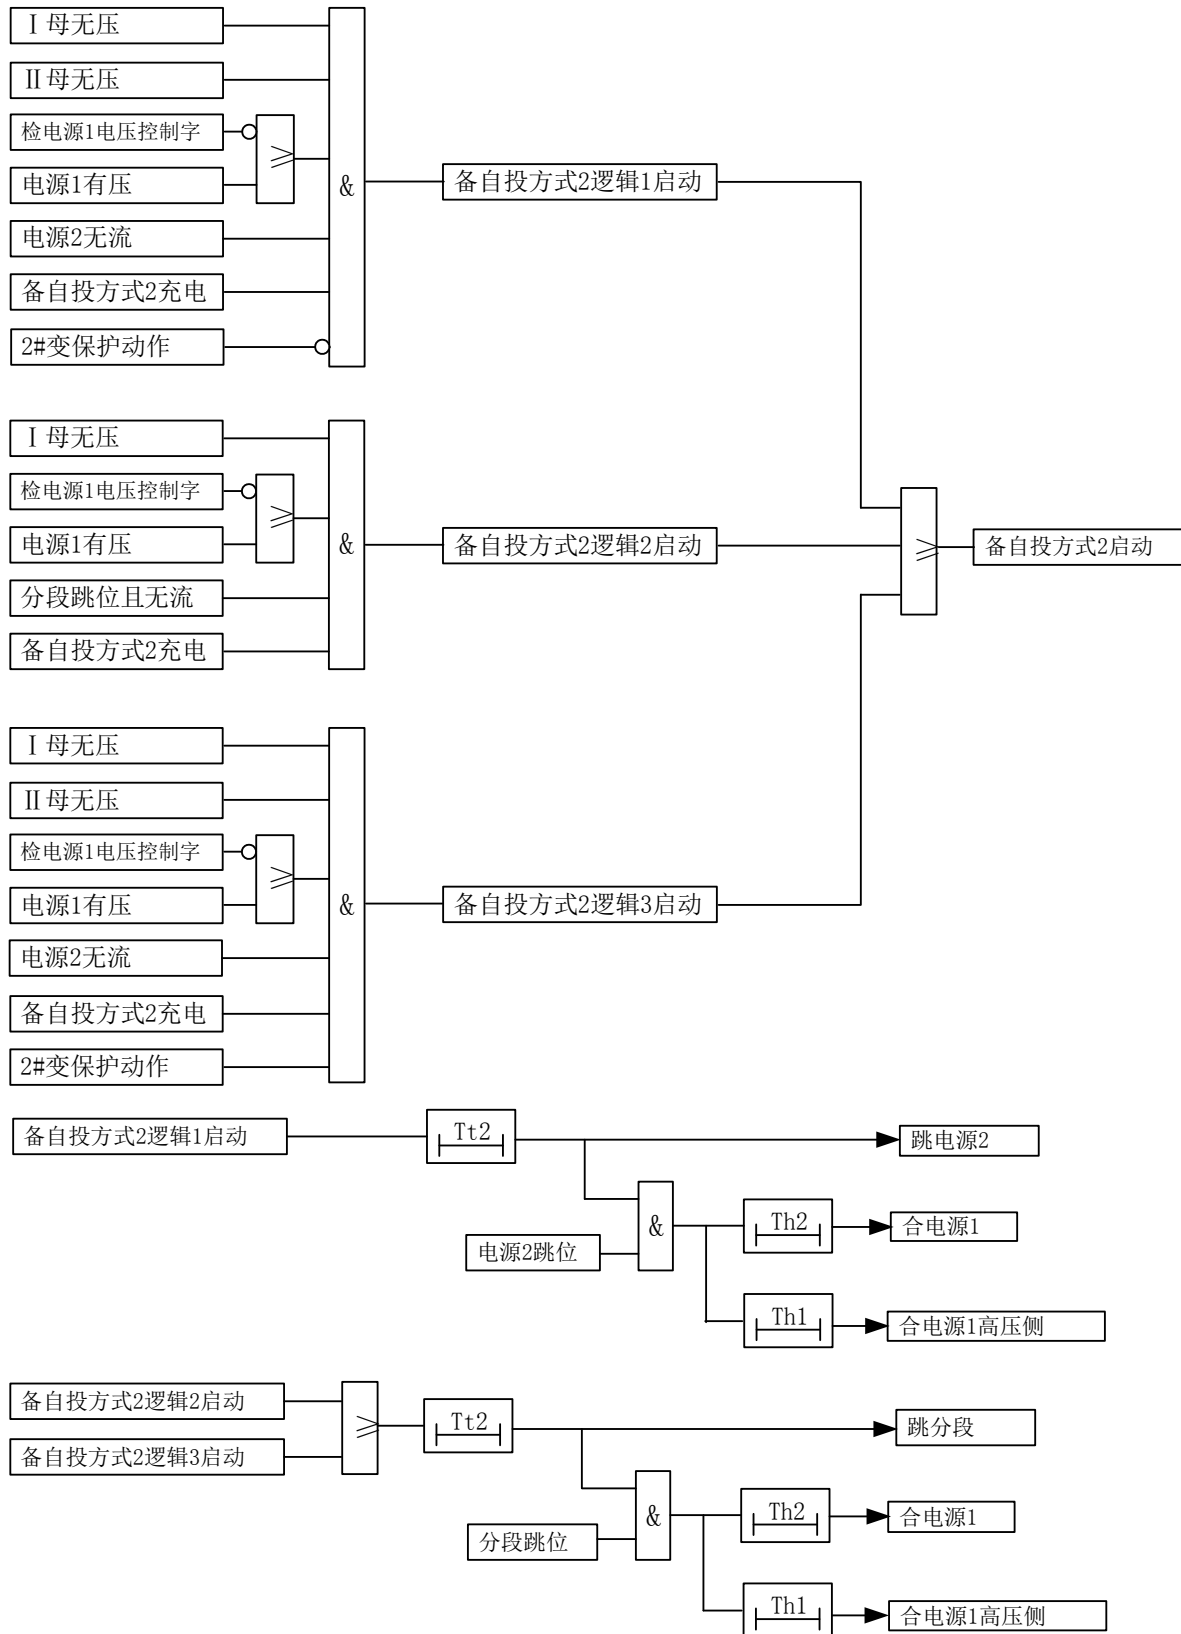 Ⅰ母无压
Ⅱ母无压
检电源1电压控制字
≥
电源1有压
&
备自投方式2逻辑1启动
电源2无流
备自投方式2充电
2#变保护动作
Ⅰ母无压
检电源1电压控制字
≥
电源1有压
&
备自投方式2逻辑2启动
≥
备自投方式2启动
分段跳位且无流
备自投方式2充电
Ⅰ母无压
Ⅱ母无压
检电源1电压控制字
≥
电源1有压
&
备自投方式2逻辑3启动
电源2无流
备自投方式2充电
2#变保护动作
备自投方式2逻辑1启动
Tt2
跳电源2
&
Th2
合电源1
电源2跳位
Th1
合电源1高压侧
备自投方式2逻辑2启动
≥
Tt2
跳分段
备自投方式2逻辑3启动
&
Th2
合电源1
分段跳位
Th1
合电源1高压侧